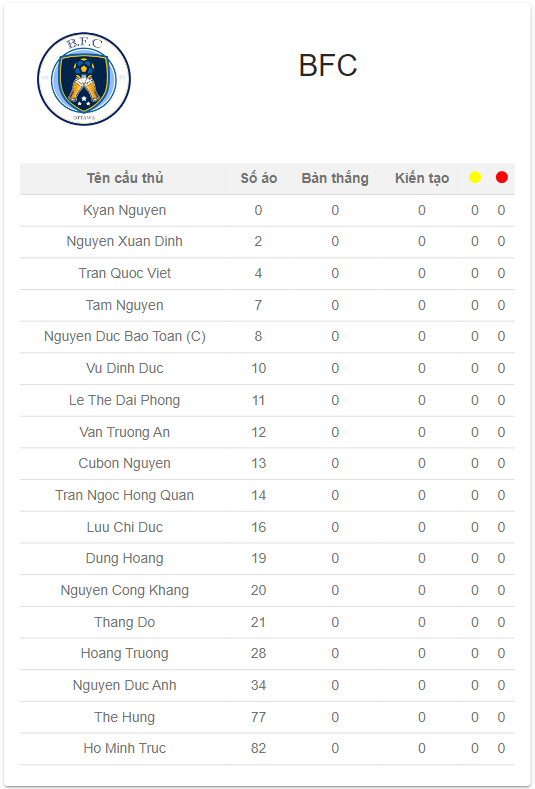 B.F.C
OTTAWA
BFC
Tên cầu thủ Số áo Bàn thắng Kiến tạo
Kyan Nguyen 0 0 0 0 0
Nguyen Xuan Dinh 2 0 0 0 0
Tran Quoc Viet 4 0 0 0 0
Tam Nguyen 7 0 0 0 0
Nguyen Duc Bao Toan (C) 8 0 0 0 0
Vu Dinh Duc 10 0 0 0 0
Le The Dai Phong 11 0 0 0 0
Van Truong An 12 0 0 0 0
Cubon Nguyen 13 0 0 0 0
Tran Ngoc Hong Quan 14 0 0 0 0
Luu Chi Duc 16 0 0 0 0
Dung Hoang 19 0 0 0 0
Nguyen Cong Khang 20 0 0 0 0
Thang Do 21 0 0 0 0
Hoang Truong 28 0 0 0 0
Nguyen Duc Anh 34 0 0 0 0
The Hung 77 0 0 0 0
Ho Minh Truc 82 0 0 0 0